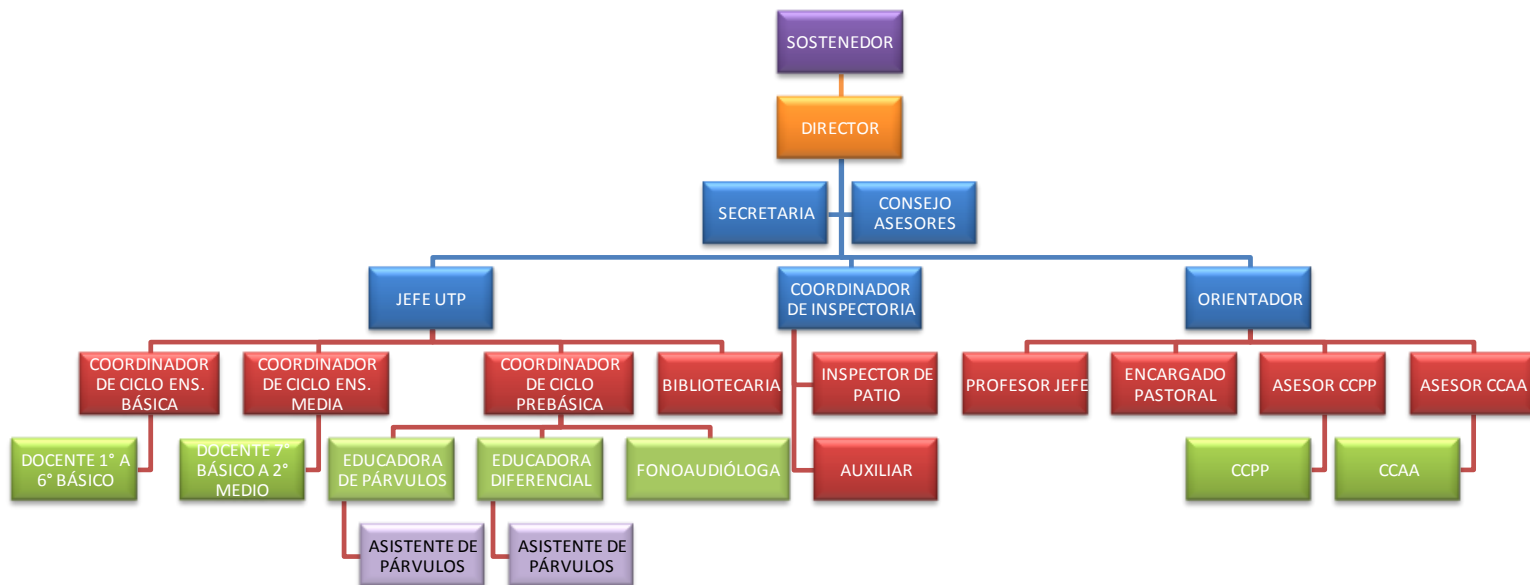 SOSTENEDOR
DIRECTOR
SECRETARIA
CONSEJO
ASESORES
JEFE UTP
COORDINADOR
DE INSPECTORIA
ORIENTADOR
COORDINADOR
DE CICLO ENS.
BÁSICA
COORDINADOR
DE CICLO ENS.
MEDIA
COORDINADOR
DE CICLO
PREBÁSICA
BIBLIOTECARIA
INSPECTOR DE
PATIO
PROFESOR JEFE
ENCARGADO
PASTORAL
ASESOR CCPP
ASESOR CCAA
DOCENTE 1° A
6° BÁSICO
DOCENTE 7°
BÁSICO A 2°
MEDIO
EDUCADORA
DE PÁRVULOS
EDUCADORA
DIFERENCIAL
FONOAUDIÓLOGA
AUXILIAR
CCPP
CCAA
ASISTENTE DE
PÁRVULOS
ASISTENTE DE
PÁRVULOS